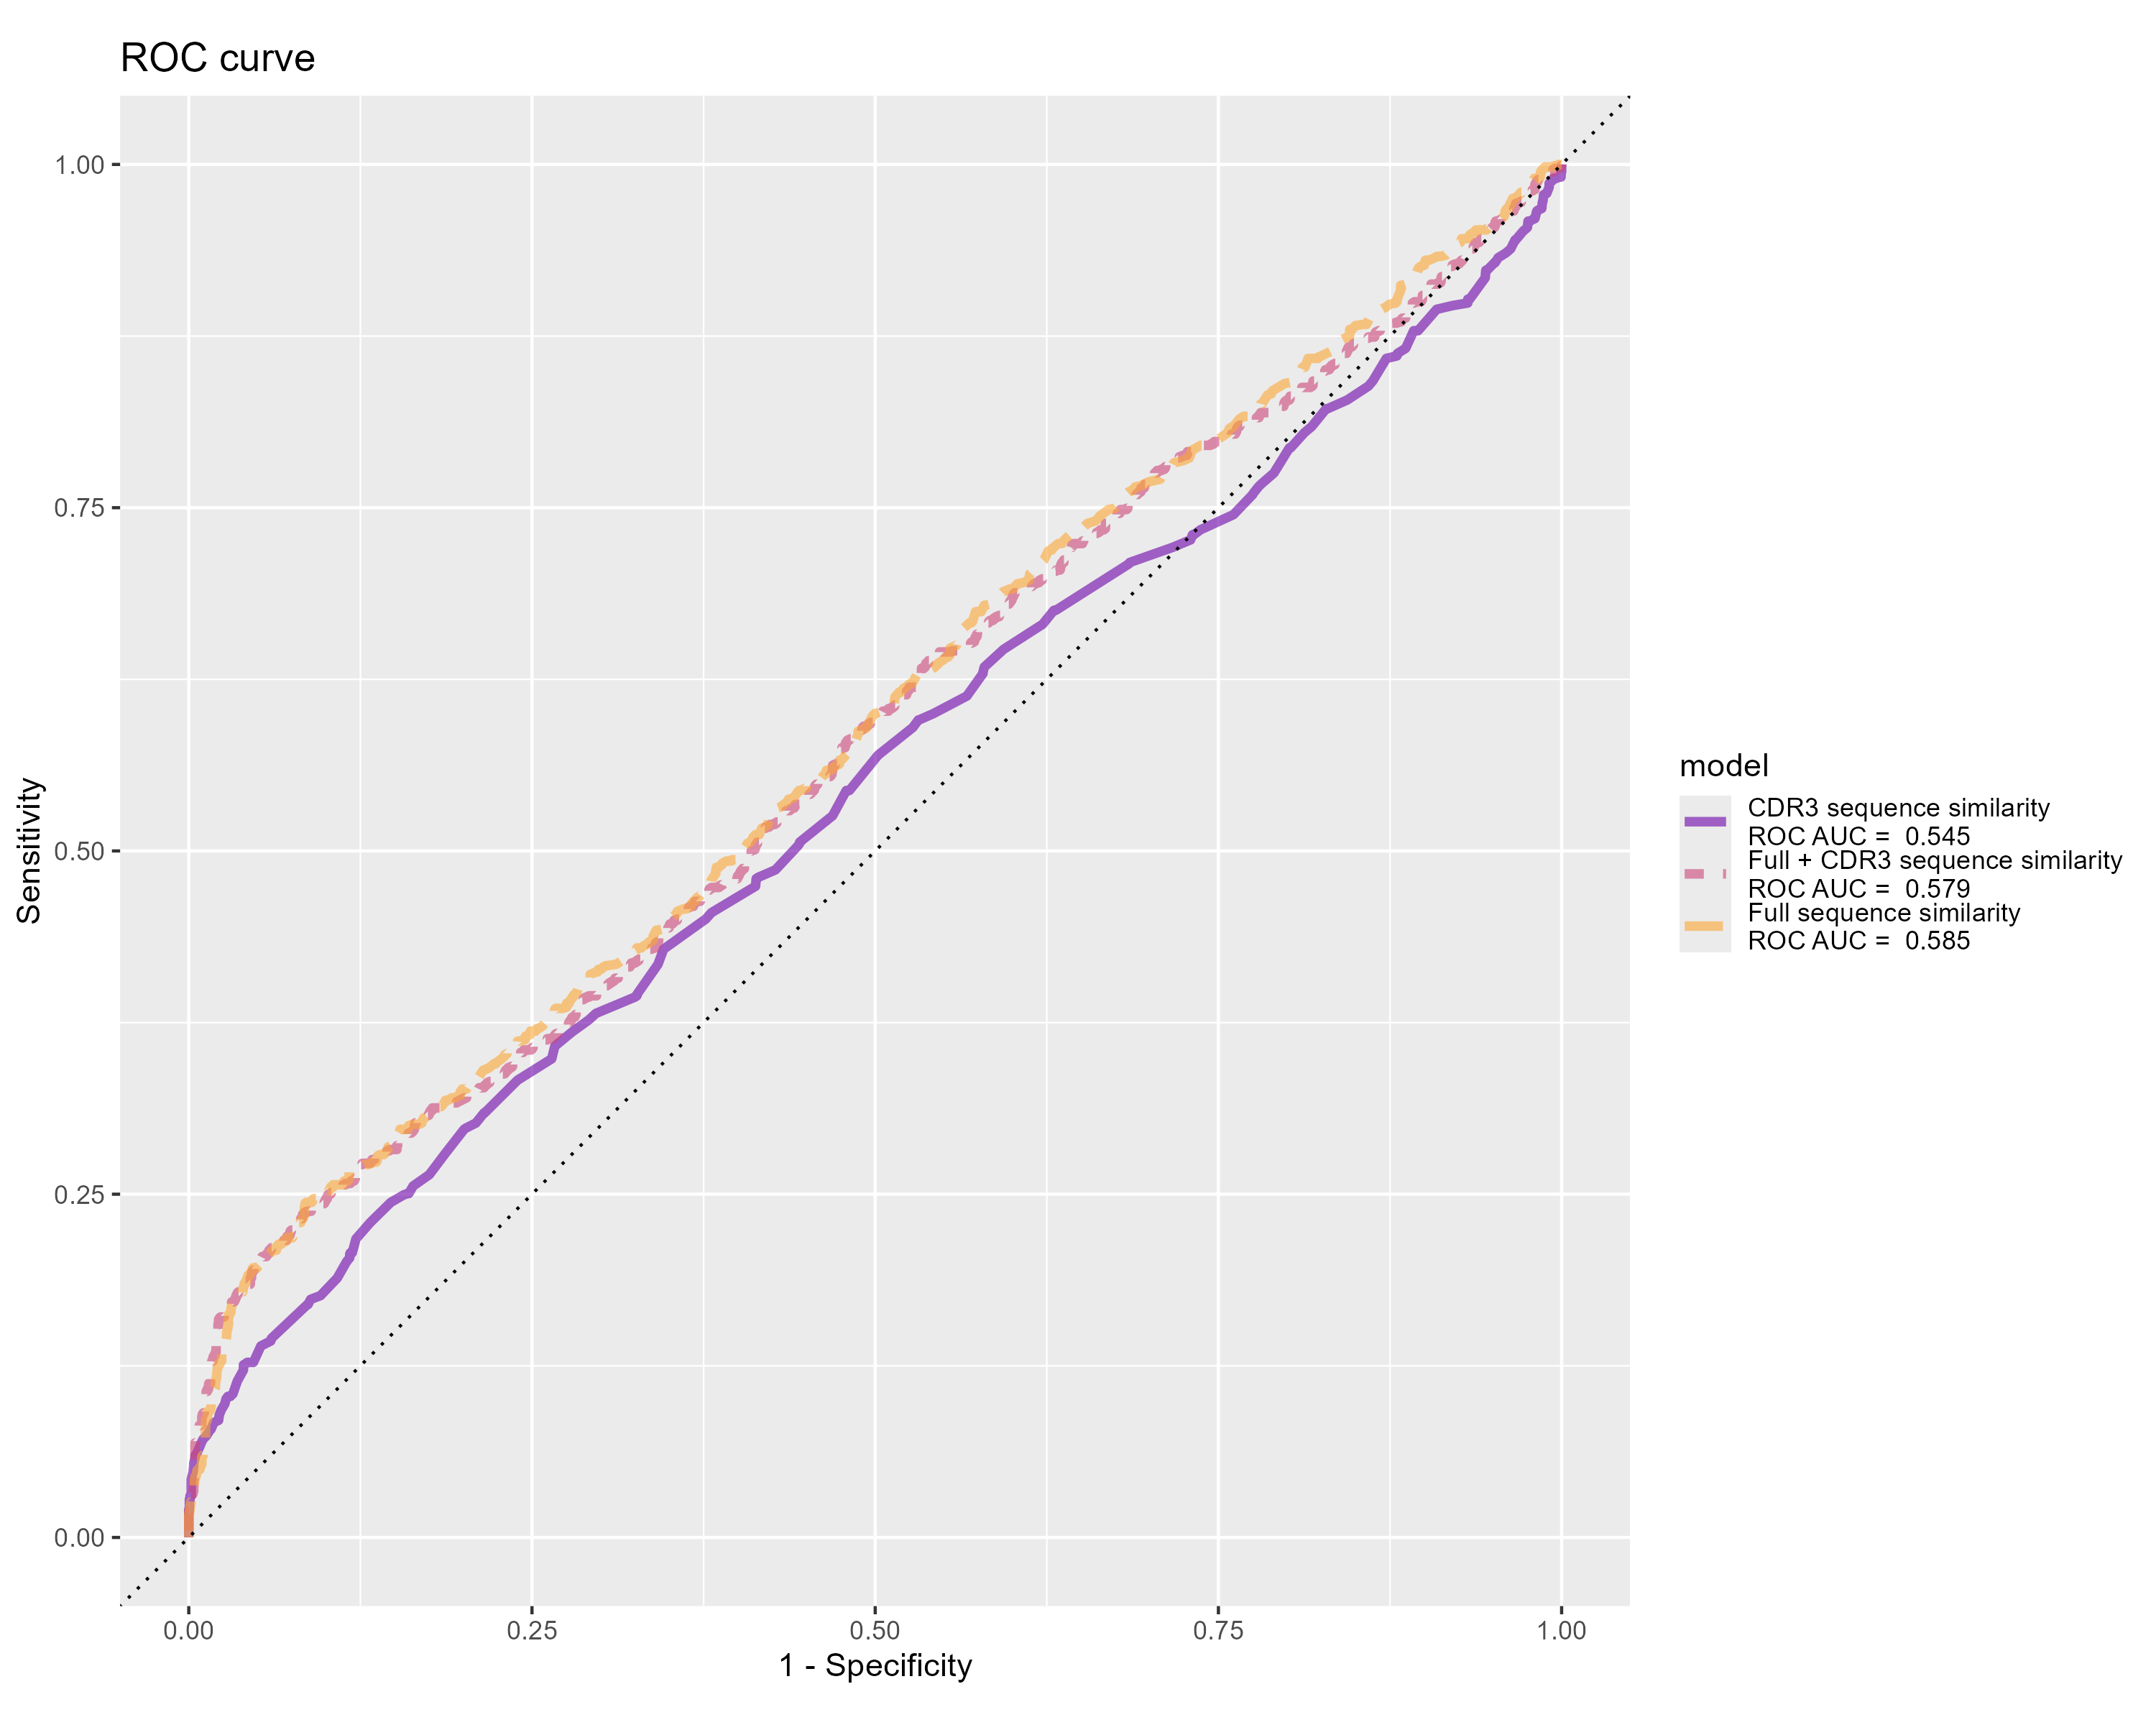 ROC curve
1.00
0.75
0.50
0.25
0.00
Sensitivity
0.00
0.25
0.50
0.75
1.00
1 - Specificity
model
CDR3 sequence similarity
ROC AUC =  0.545
Full + CDR3 sequence similarity
ROC AUC =  0.579
Full sequence similarity
ROC AUC =  0.585